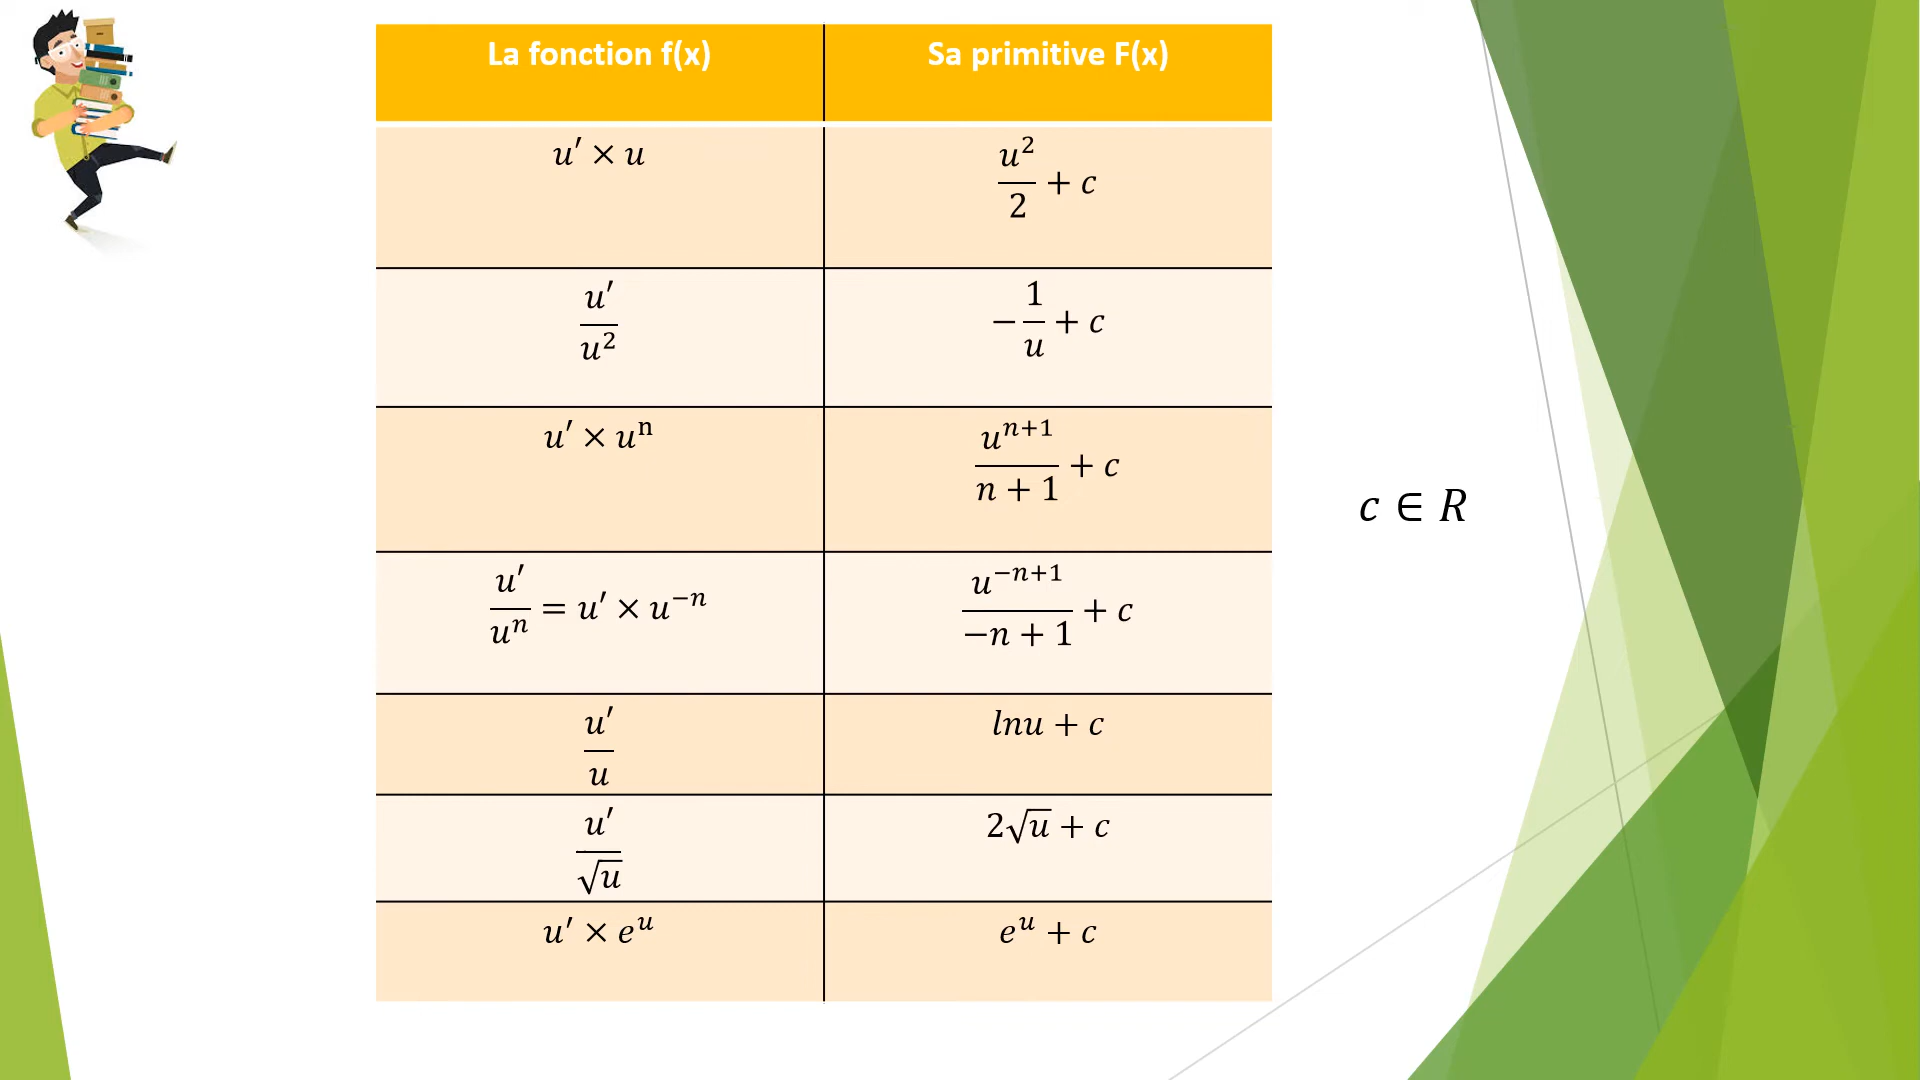 La fonction f(x)
Sa primitive F(x)
u′ × u
u²/2 + c
u′/u²
−1/u + c
u′ × uⁿ
uⁿ⁺¹/(n + 1) + c
u′/uⁿ = u′ × u⁻ⁿ
u⁻ⁿ⁺¹/(−n + 1) + c
c ∈ R
u′/u
lnu + c
u′/√u
2√u + c
u′ × eᵘ
eᵘ + c